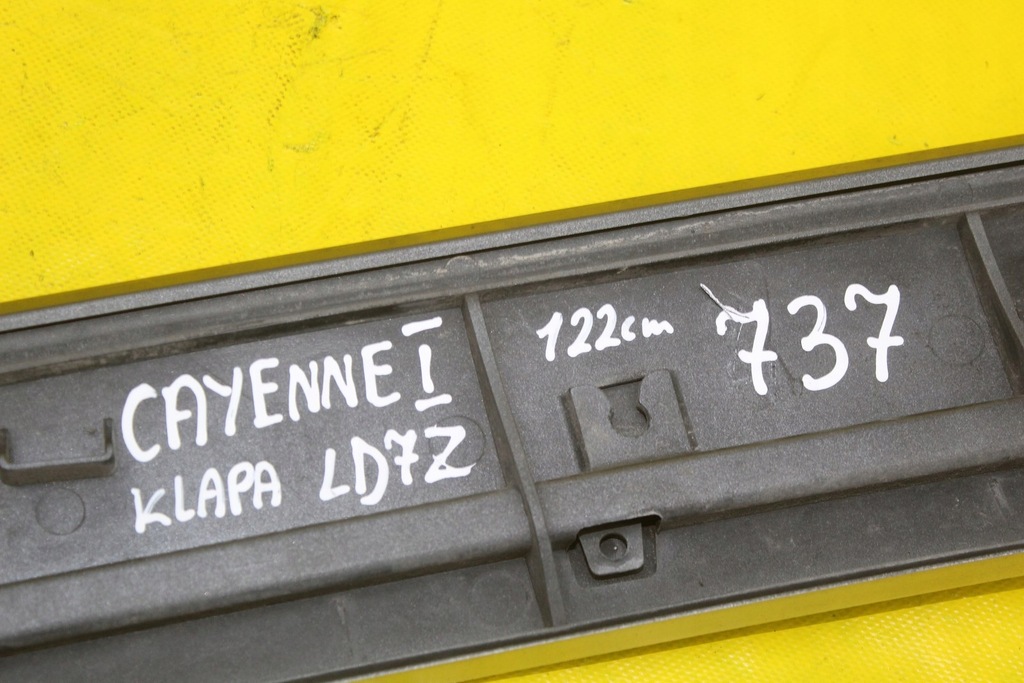 CAYENNE I
KLAPA LD7Z
122cm 737